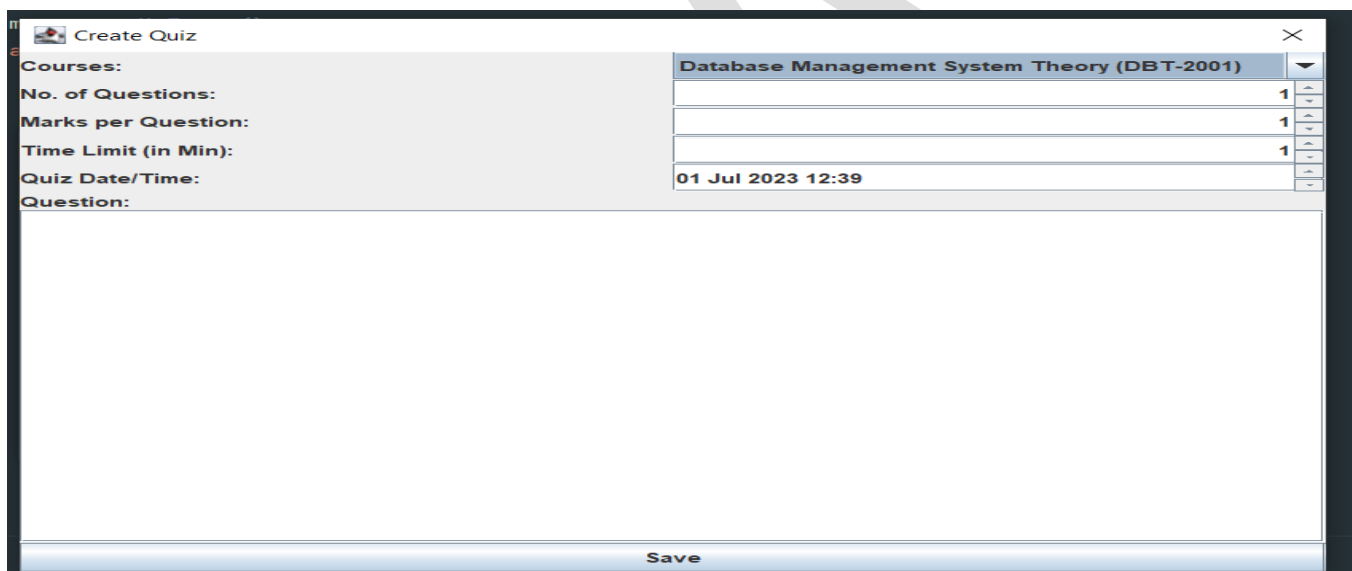 Create Quiz
Courses: Database Management System Theory (DBT-2001)
No. of Questions: 1
Marks per Question: 1
Time Limit (in Min): 1
Quiz Date/Time: 01 Jul 2023 12:39
Question:
Save